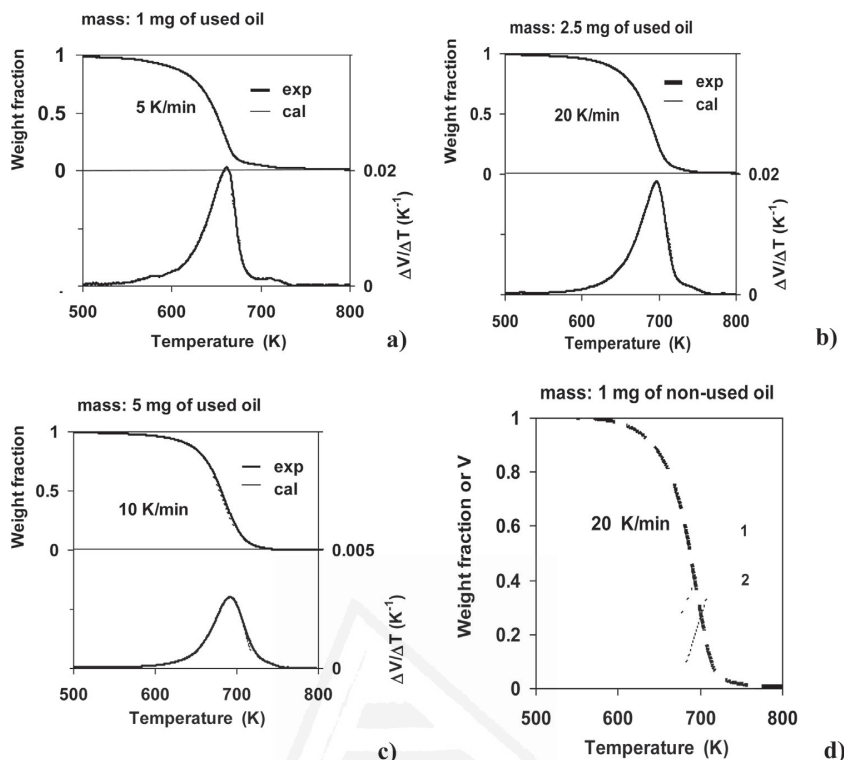 mass: 1 mg of used oil
Weight fraction
1
0.5
0
5 K/min
exp
cal
0.02
0
ΔV/ΔT (K⁻¹)
500 600 700 800
Temperature (K)
a)
mass: 2.5 mg of used oil
Weight fraction
1
0.5
0
20 K/min
exp
cal
0.02
0
ΔV/ΔT (K⁻¹)
500 600 700 800
Temperature (K)
b)
mass: 5 mg of used oil
Weight fraction
1
0.5
0
10 K/min
exp
cal
0.005
0
ΔV/ΔT (K⁻¹)
500 600 700 800
Temperature (K)
c)
mass: 1 mg of non-used oil
Weight fraction or V
1
0.8
0.6
0.4
0.2
0
20 K/min
1
2
500 600 700 800
Temperature (K)
d)